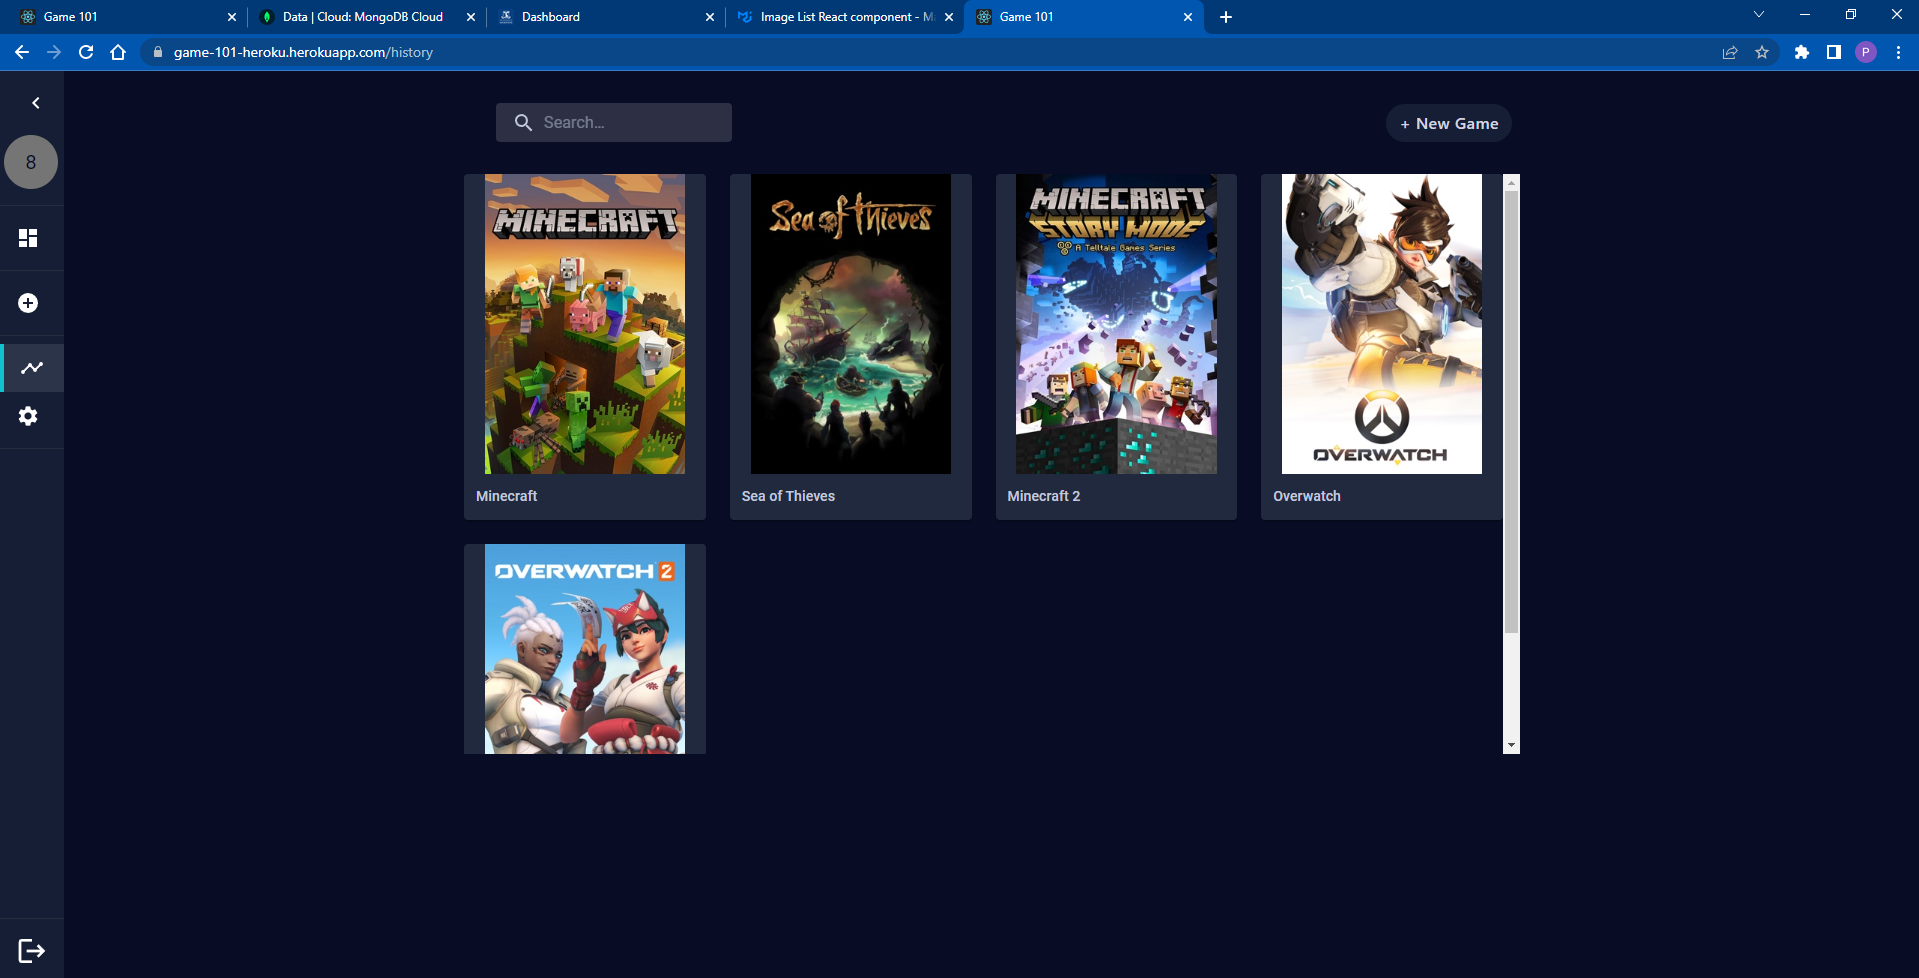 Game 101
Data | Cloud: MongoDB Cloud
Dashboard
Image List React component - M
Game 101
game-101-heroku.herokuapp.com/history
P
8
Search...
+ New Game
MINECRAFT
Sea of Thieves
MINECRAFT
STORY MODE
A Telltale Games Series
OVERWATCH
Minecraft
Sea of Thieves
Minecraft 2
Overwatch
OVERWATCH 2